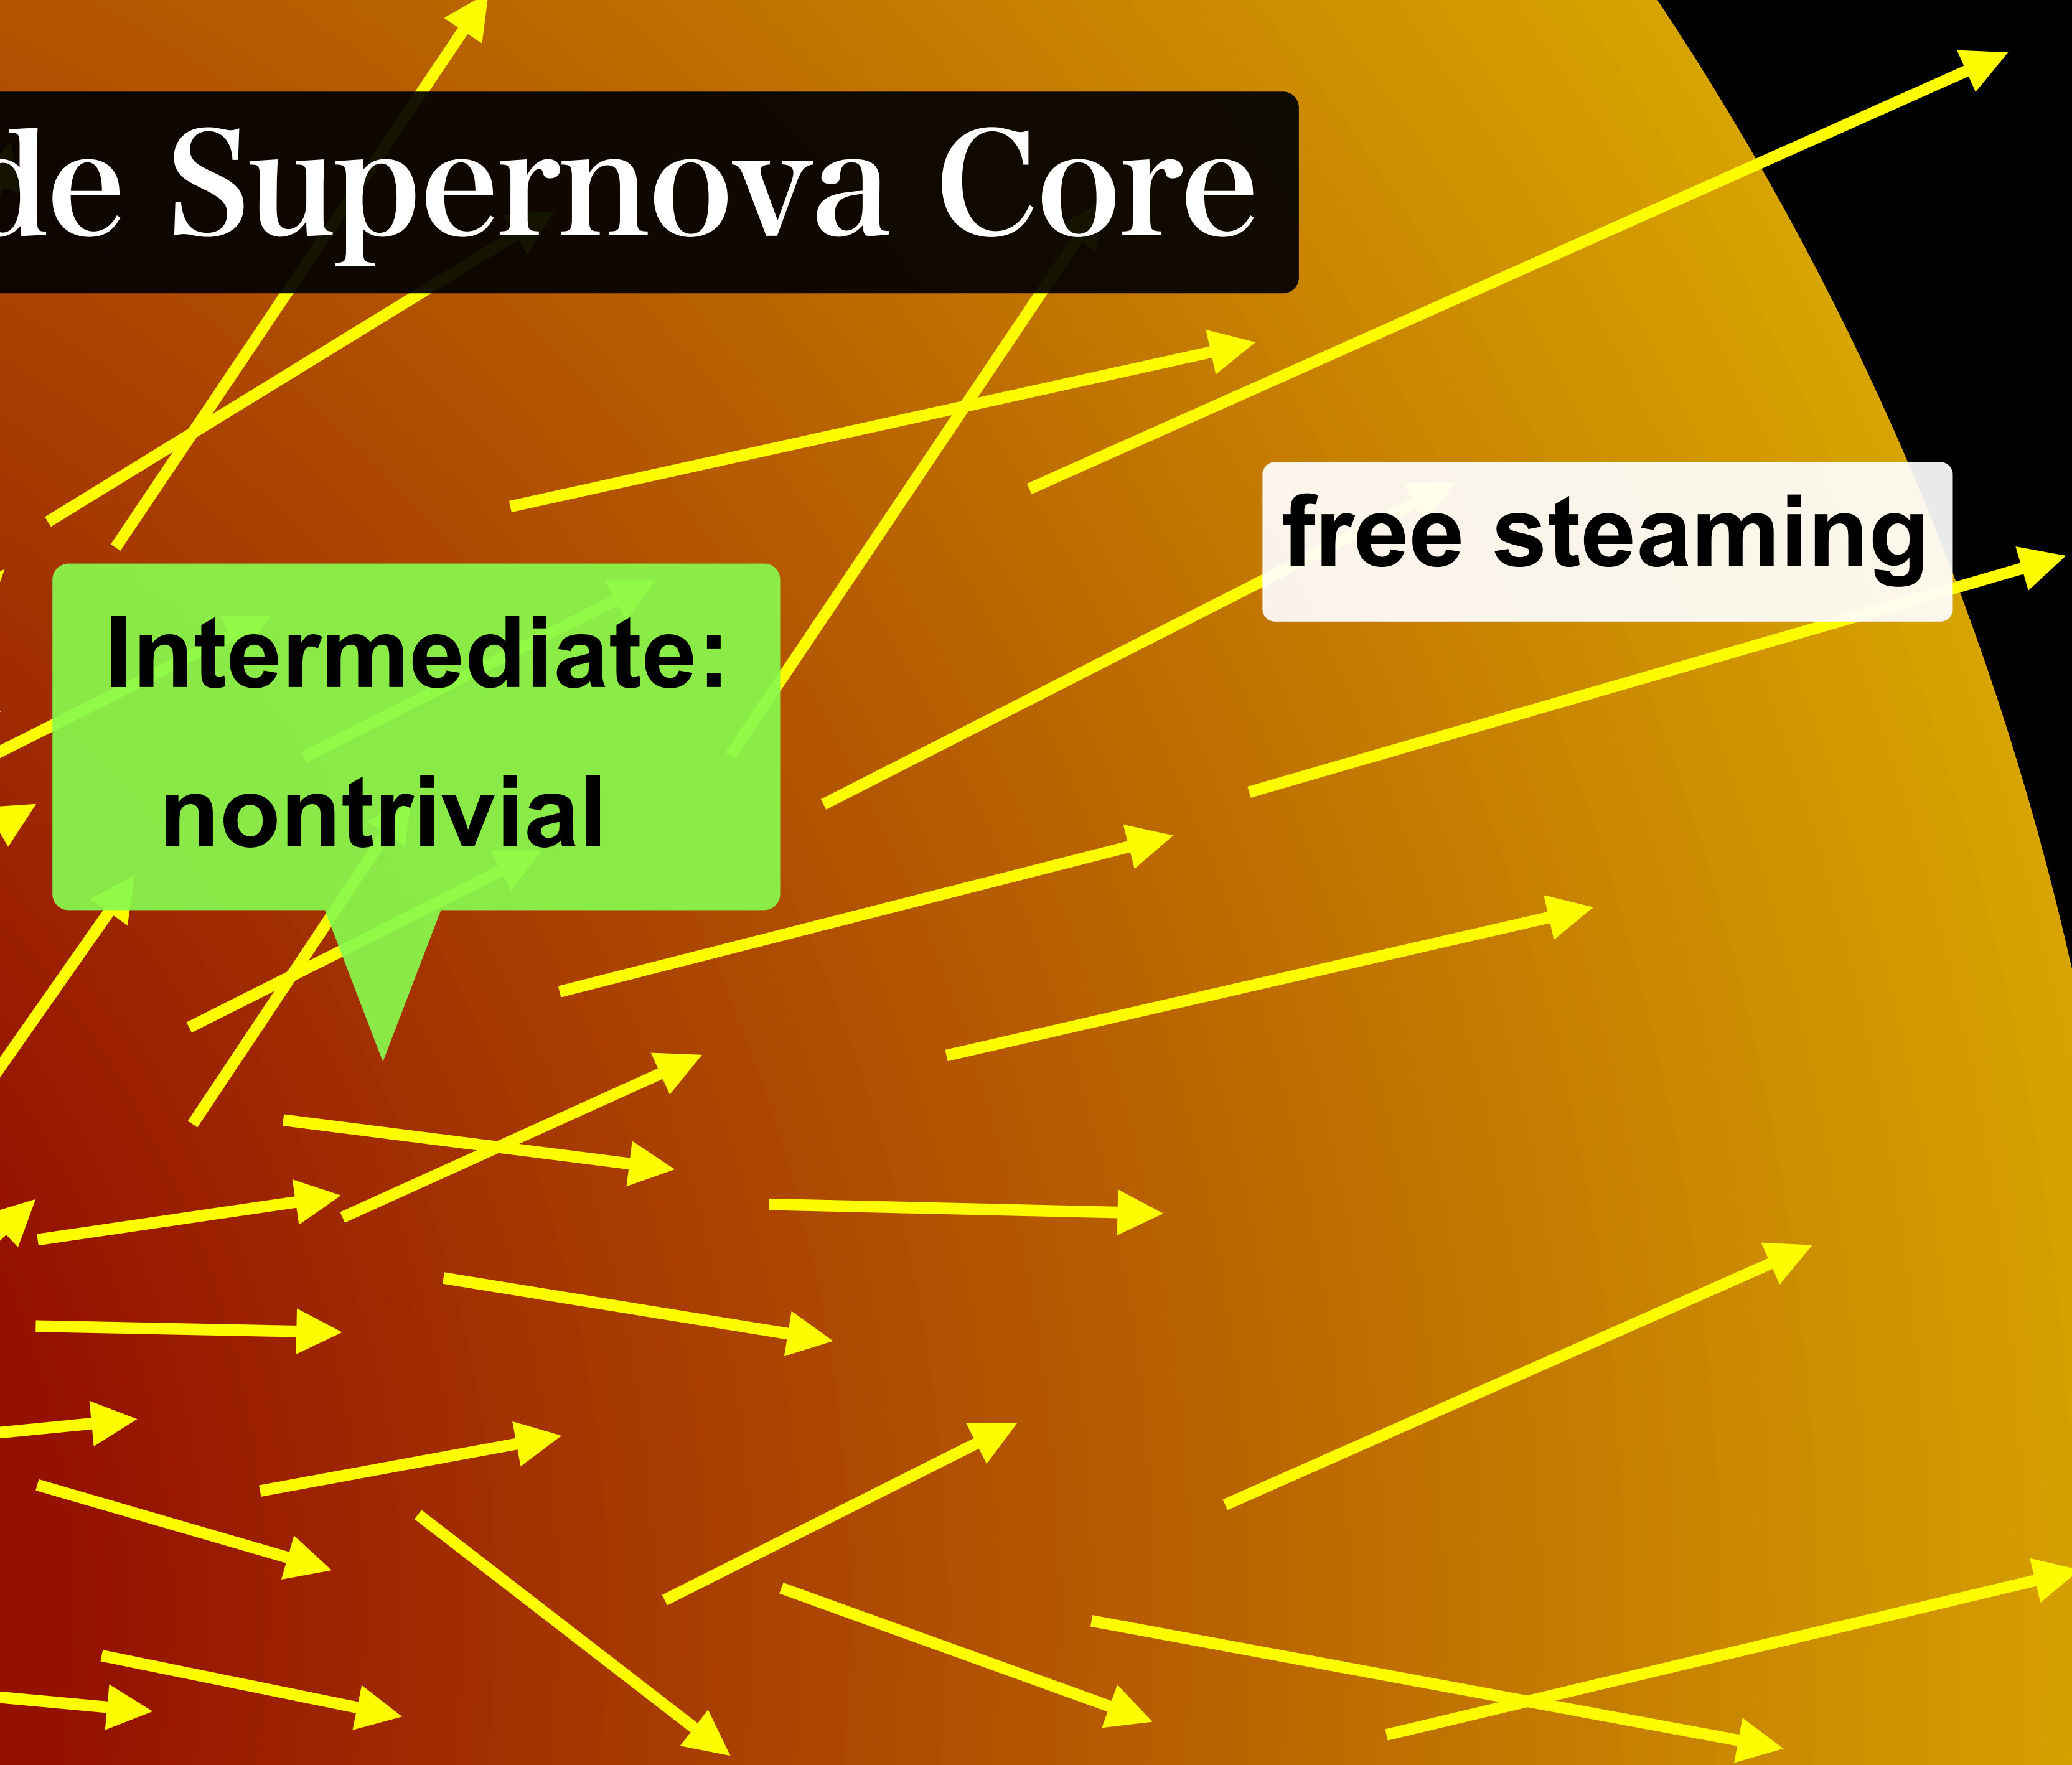 de Supernova Core
free steaming
Intermediate:
nontrivial